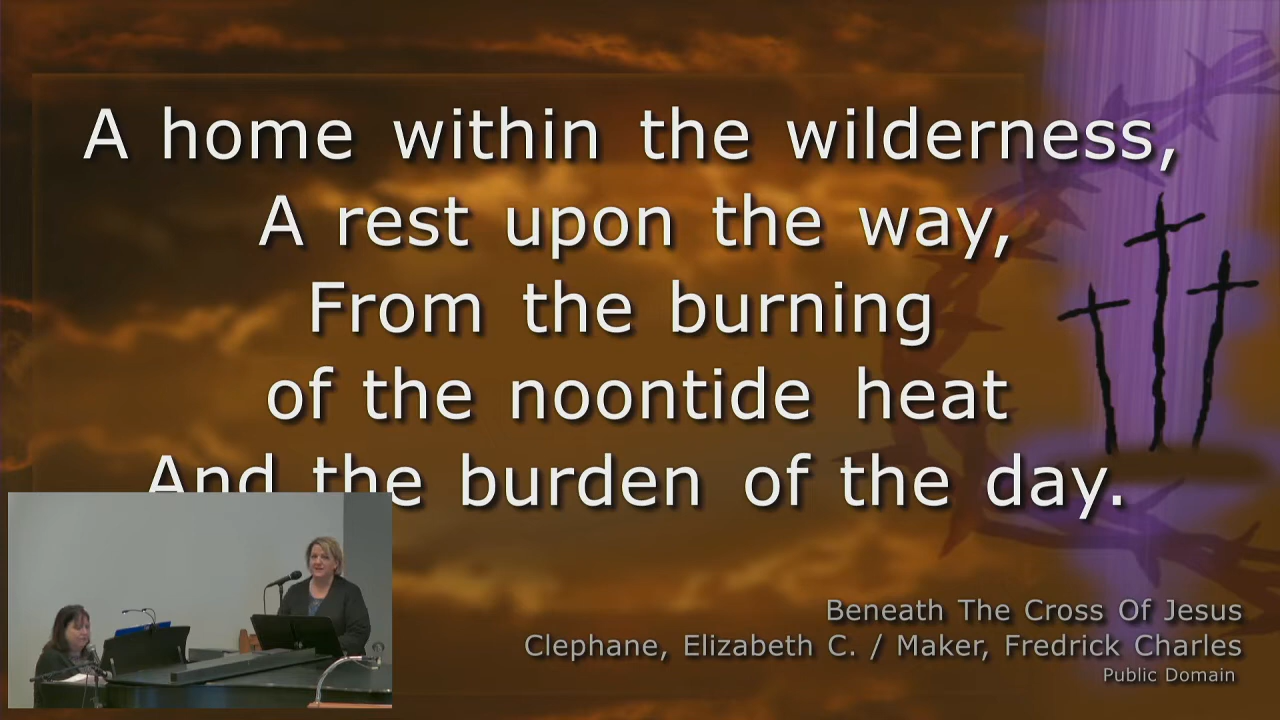 A home within the wilderness,
A rest upon the way,
From the burning
of the noontide heat
And the burden of the day.
Beneath The Cross Of Jesus
Clephane, Elizabeth C. / Maker, Fredrick Charles
Public Domain